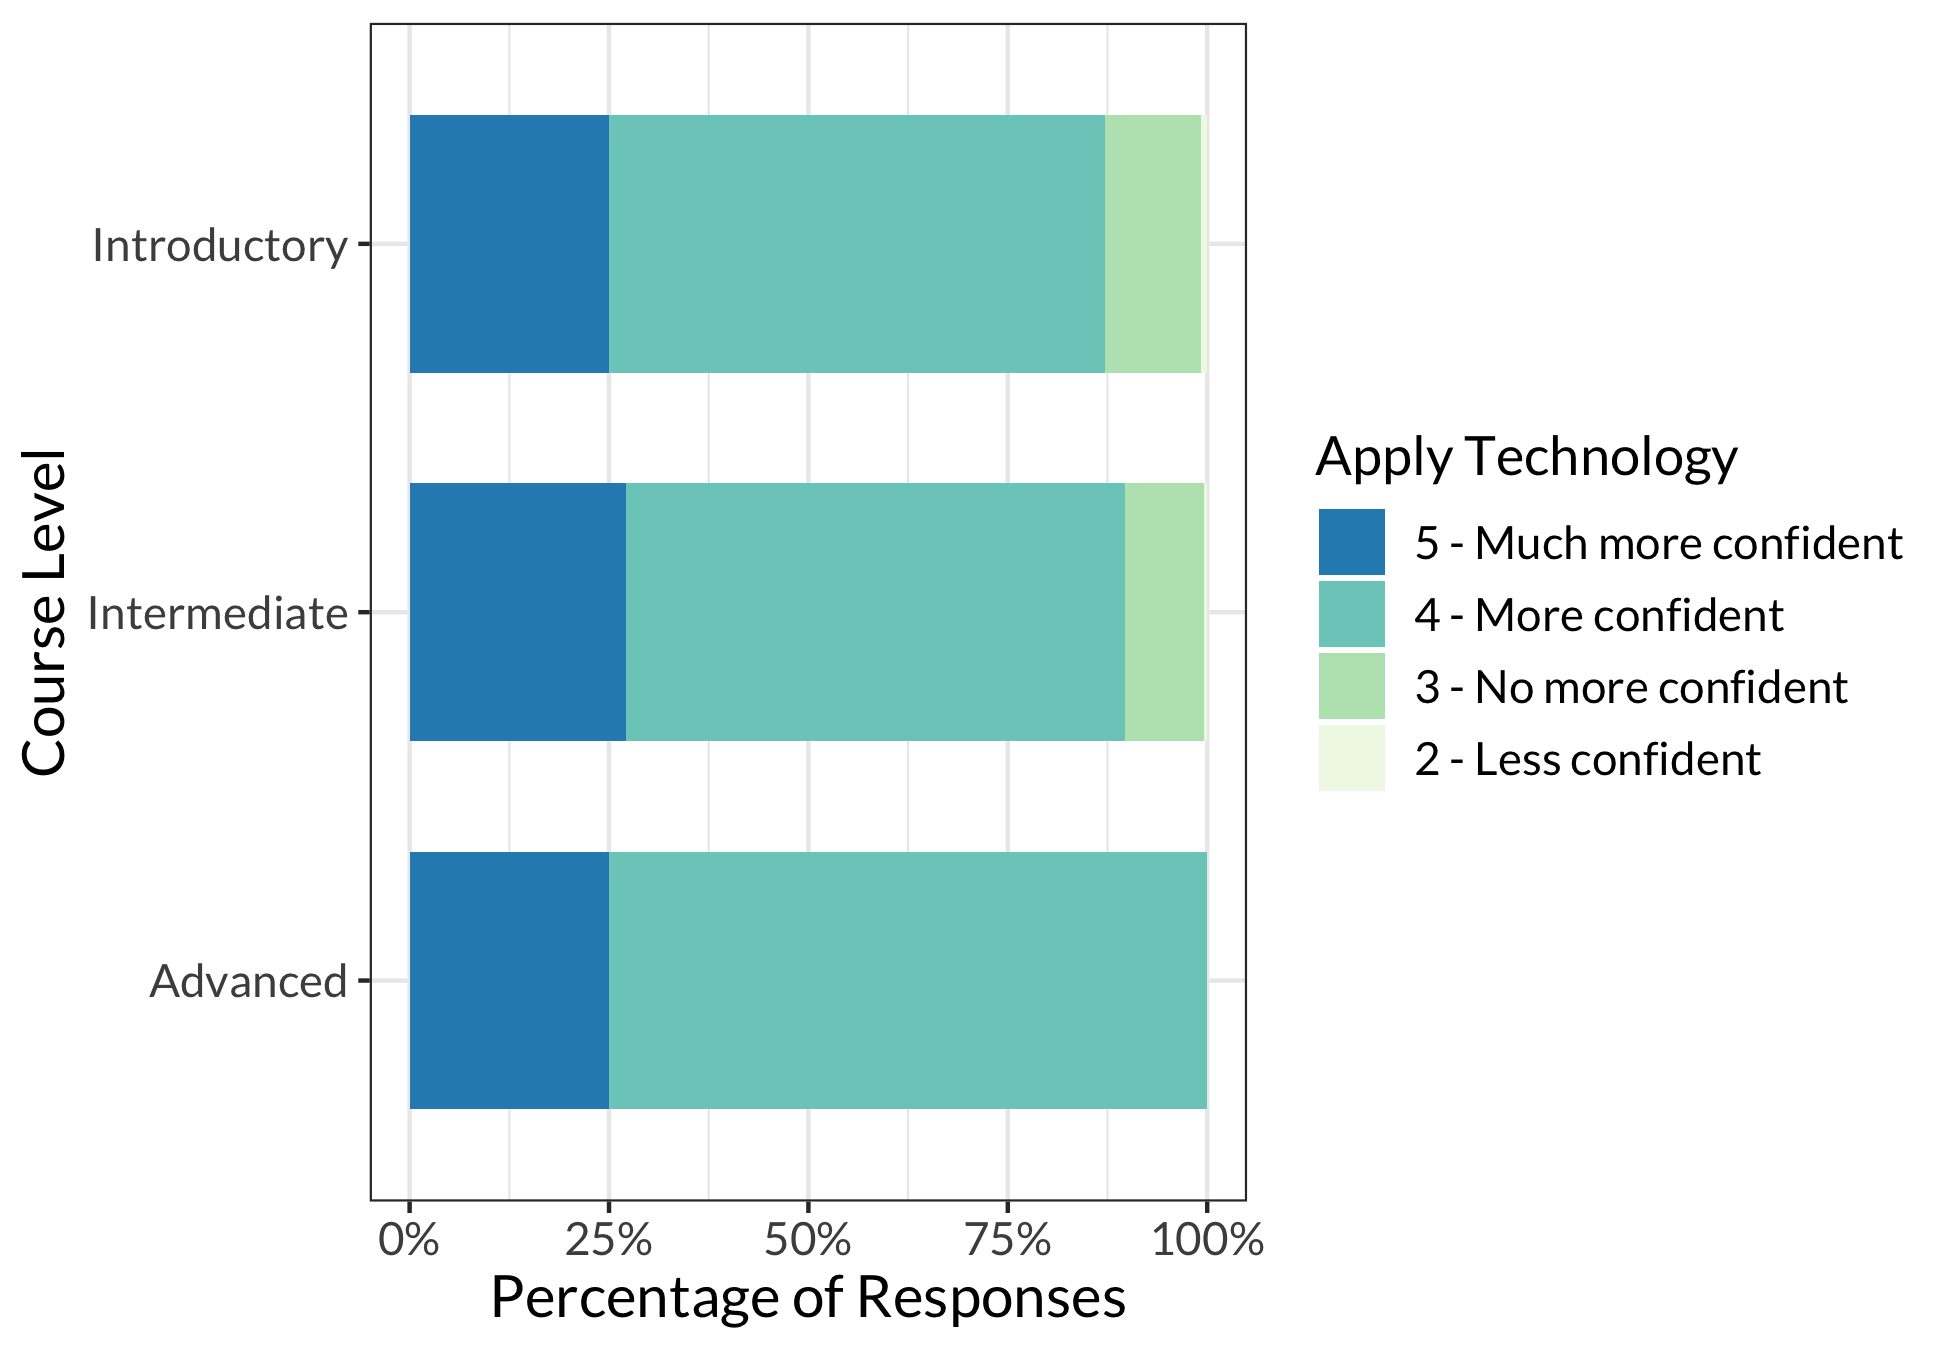 Course Level
Introductory
Intermediate
Advanced
0% 25% 50% 75% 100%
Percentage of Responses
Apply Technology
5 - Much more confident
4 - More confident
3 - No more confident
2 - Less confident